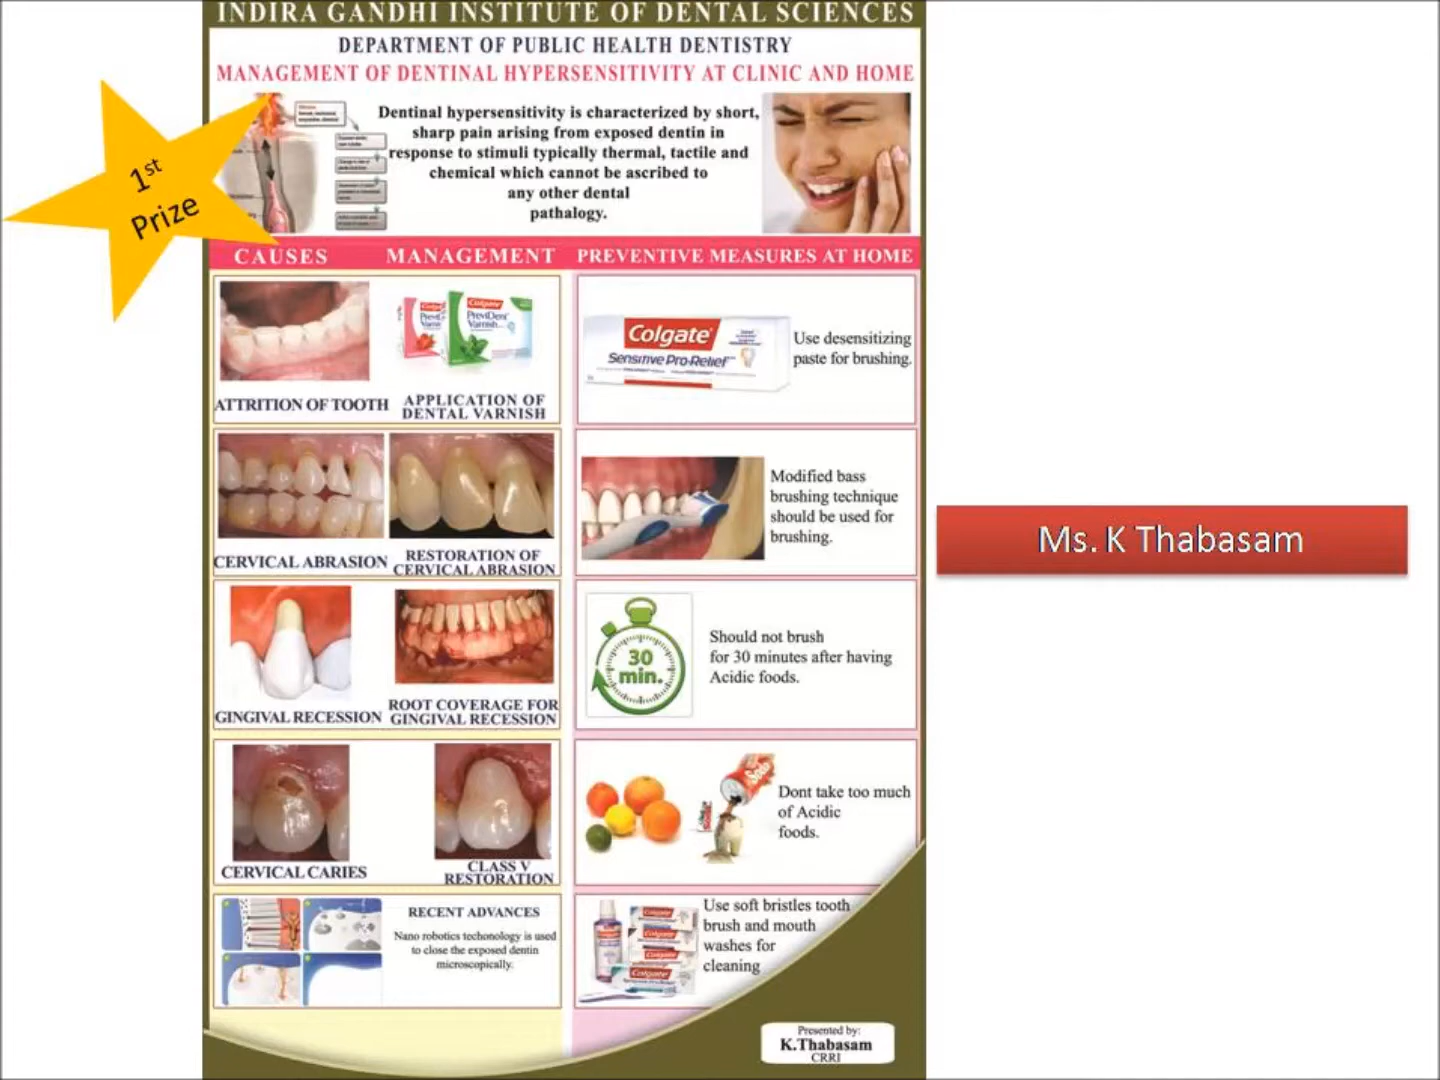 INDIRA GANDHI INSTITUTE OF DENTAL SCIENCES
DEPARTMENT OF PUBLIC HEALTH DENTISTRY
MANAGEMENT OF DENTINAL HYPERSENSITIVITY AT CLINIC AND HOME
1st
Prize
Dentinal hypersensitivity is characterized by short,
sharp pain arising from exposed dentin in
response to stimuli typically thermal, tactile and
chemical which cannot be ascribed to
any other dental
pathalogy.
CAUSES
MANAGEMENT
PREVENTIVE MEASURES AT HOME
Colgate
PreviDent
Varnish
ATTRITION OF TOOTH
APPLICATION OF
DENTAL VARNISH
Colgate
Sensitive Pro-Relief
Use desensitizing
paste for brushing.
CERVICAL ABRASION
RESTORATION OF
CERVICAL ABRASION
Modified bass
brushing technique
should be used for
brushing.
GINGIVAL RECESSION
ROOT COVERAGE FOR
GINGIVAL RECESSION
30
min.
Should not brush
for 30 minutes after having
Acidic foods.
CERVICAL CARIES
CLASS V
RESTORATION
Soda
Dont take too much
of Acidic
foods.
RECENT ADVANCES
Nano robotics techonology is used
to close the exposed dentin
microscopically.
Colgate
Colgate
Colgate
Colgate
Use soft bristles tooth
brush and mouth
washes for
cleaning
Presented by:
K.Thabasam
CRRI
Ms. K Thabasam